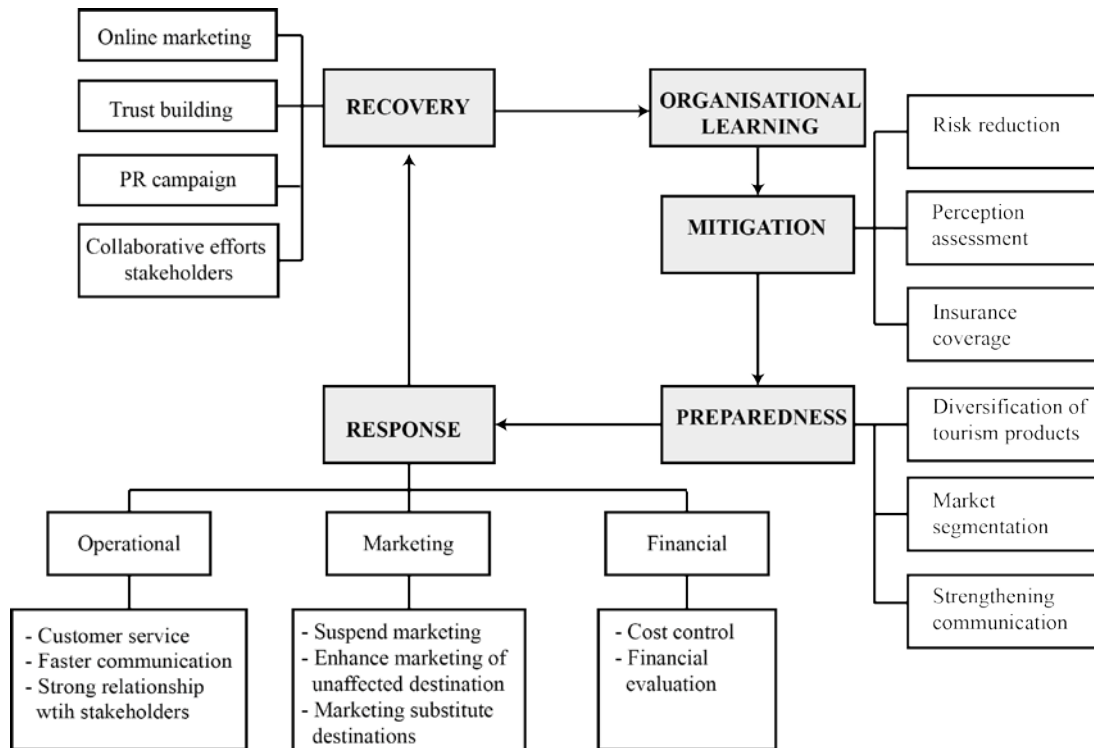 Online marketing
Trust building
PR campaign
Collaborative efforts
stakeholders
RECOVERY
ORGANISATIONAL
LEARNING
MITIGATION
Risk reduction
Perception
assessment
Insurance
coverage
PREPAREDNESS
Diversification of
tourism products
Market
segmentation
Strengthening
communication
RESPONSE
Operational
- Customer service
- Faster communication
- Strong relationship
wtih stakeholders
Marketing
- Suspend marketing
- Enhance marketing of
unaffected destination
- Marketing substitute
destinations
Financial
- Cost control
- Financial
evaluation